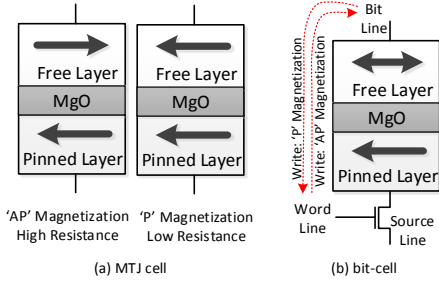 Free Layer
MgO
Pinned Layer
'AP' Magnetization
High Resistance
Free Layer
MgO
Pinned Layer
'P' Magnetization
Low Resistance
(a) MTJ cell
Bit
Line
Write: 'P' Magnetization
Write: 'AP' Magnetization
Free Layer
MgO
Pinned Layer
Word
Line
Source
Line
(b) bit-cell